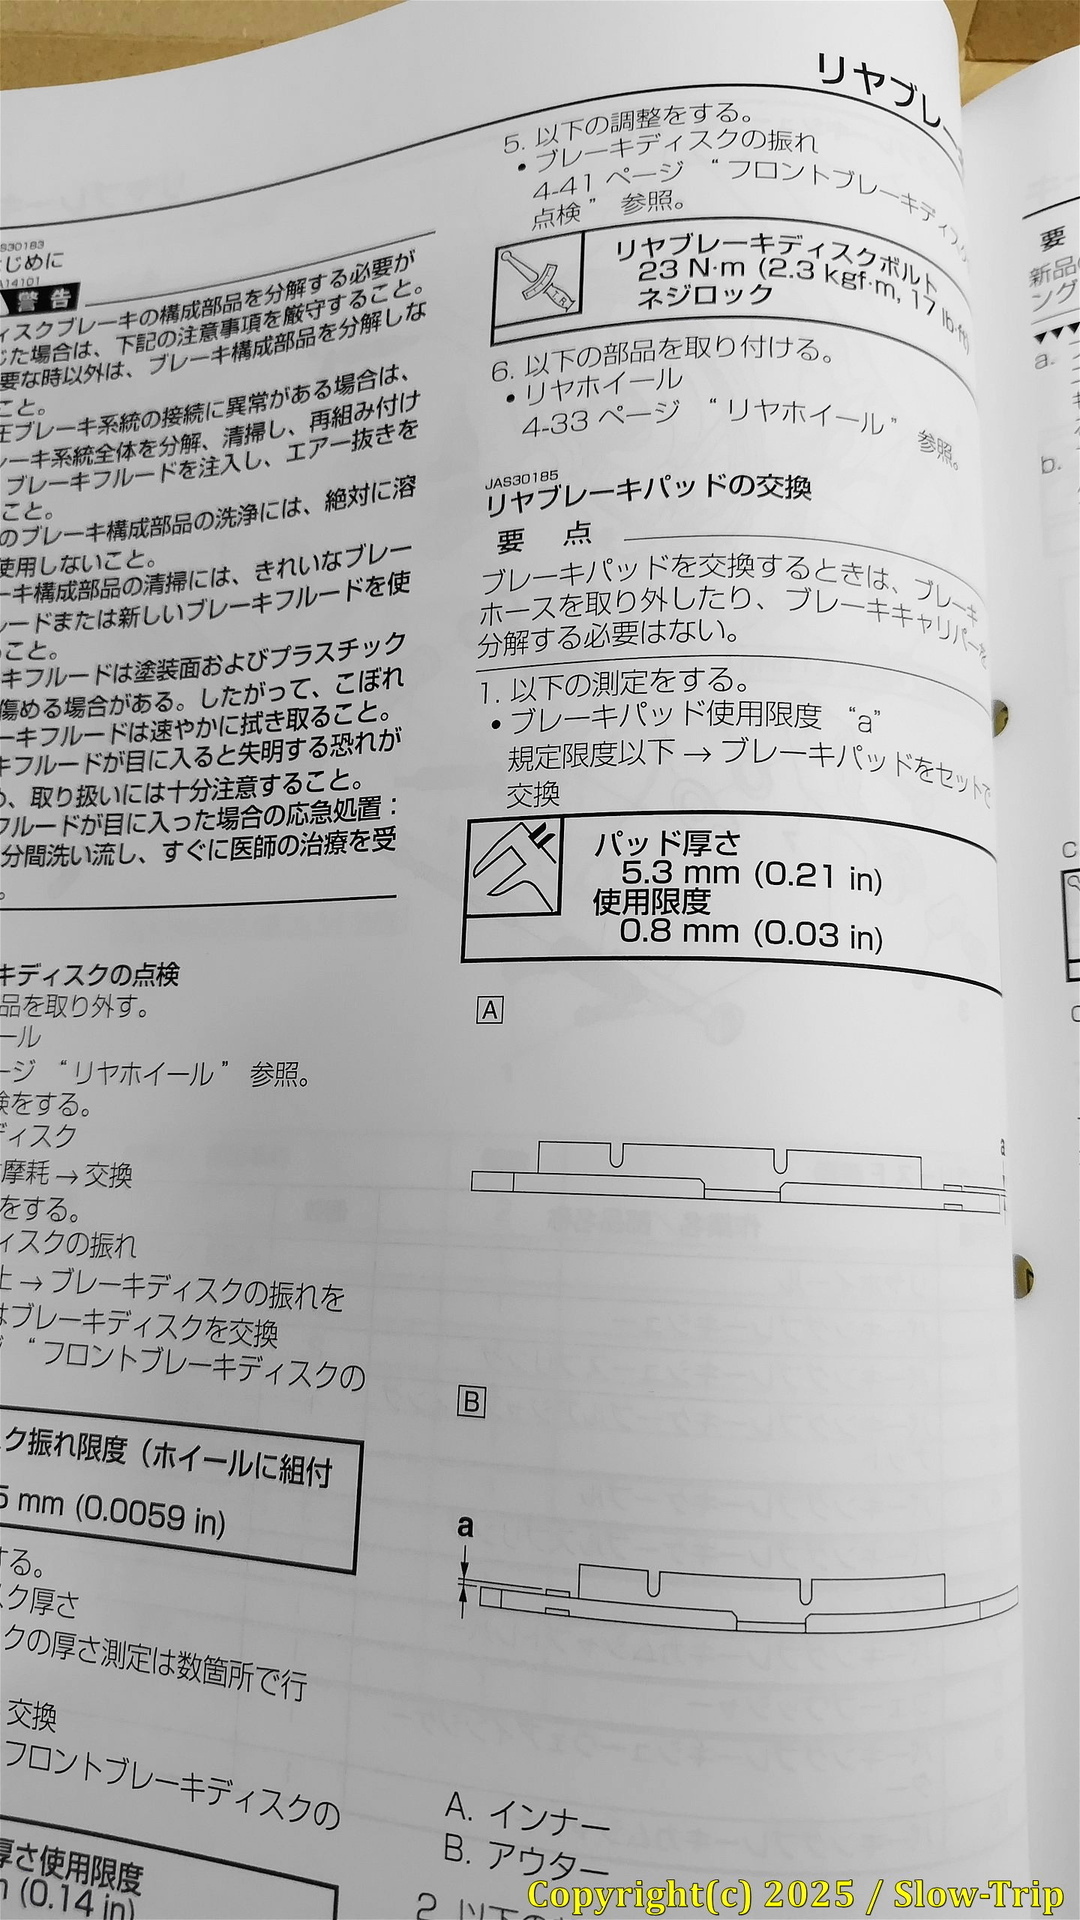 リヤブレー
S30183
じめに
14101
警告
ィスクブレーキの構成部品を分解する必要が
じた場合は、下記の注意事項を厳守すること。
要な時以外は、ブレーキ構成部品を分解しな
こと。
圧ブレーキ系統の接続に異常がある場合は、
レーキ系統全体を分解、清掃し、再組み付け
ブレーキフルードを注入し、エアー抜きを
こと。
のブレーキ構成部品の洗浄には、絶対に溶
使用しないこと。
ーキ構成部品の清掃には、きれいなブレー
ルードまたは新しいブレーキフルードを使
こと。
キフルードは塗装面およびプラスチック
傷める場合がある。したがって、こぼれ
ーキフルードは速やかに拭き取ること。
キフルードが目に入ると失明する恐れが
、取り扱いには十分注意すること。
フルードが目に入った場合の応急処置：
分間洗い流し、すぐに医師の治療を受
。
キディスクの点検
品を取り外す。
ール
ージ “リヤホイール” 参照。
検をする。
ディスク
摩耗 → 交換
をする。
ィスクの振れ
上 → ブレーキディスクの振れを
はブレーキディスクを交換
“フロントブレーキディスクの
ク振れ限度（ホイールに組付
5 mm (0.0059 in)
する。
スク厚さ
クの厚さ測定は数箇所で行
交換
フロントブレーキディスクの
厚さ使用限度
(0.14 in)
5. 以下の調整をする。
• ブレーキディスクの振れ
4-41 ページ “フロントブレーキディスク
点検” 参照。
リヤブレーキディスクボルト
23 N·m (2.3 kgf·m, 17 lb·ft)
ネジロック
6. 以下の部品を取り付ける。
• リヤホイール
4-33 ページ “リヤホイール” 参照。
JAS30185
リヤブレーキパッドの交換
要 点
ブレーキパッドを交換するときは、ブレーキ
ホースを取り外したり、ブレーキキャリパーを
分解する必要はない。
1. 以下の測定をする。
• ブレーキパッド使用限度 “a”
規定限度以下 → ブレーキパッドをセットで
交換
パッド厚さ
5.3 mm (0.21 in)
使用限度
0.8 mm (0.03 in)
A
a
B
a
A. インナー
B. アウター
2. 以下の
要
新品
ング
a.
b.
Copyright(c) 2025 / Slow-Trip